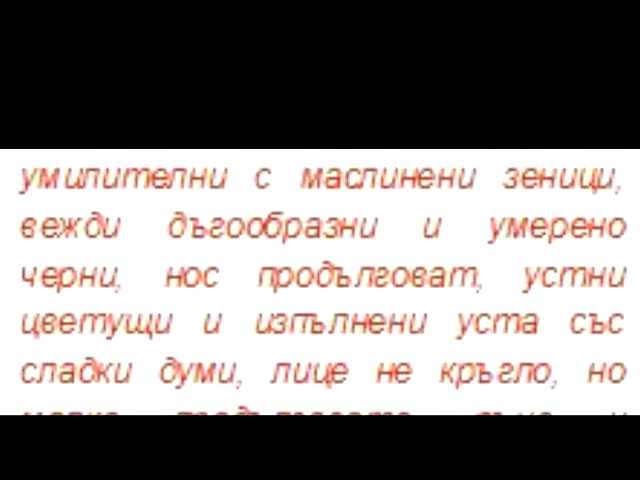 умилителни с маслинени зеници,
вежди дъгообразни и умерено
черни, нос продълговат, устни
цветущи и изпълнени уста със
сладки думи, лице не кръгло, но